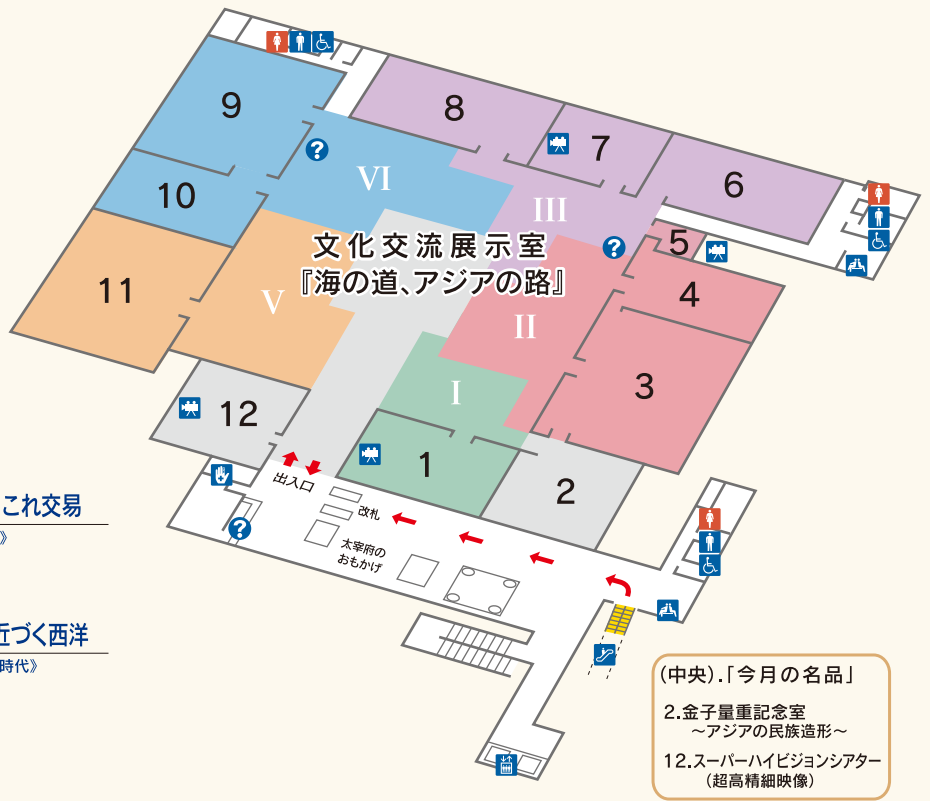 9
8
7
6
10
VI
III
5
文化交流展示室
『海の道、アジアの路』
4
11
V
II
3
I
12
1
2
出入口
改札
太宰府の
おもかげ
これ交易
》
近づく西洋
時代》
(中央).「今月の名品」
2.金子量重記念室
～アジアの民族造形～
12.スーパーハイビジョンシアター
(超高精細映像)